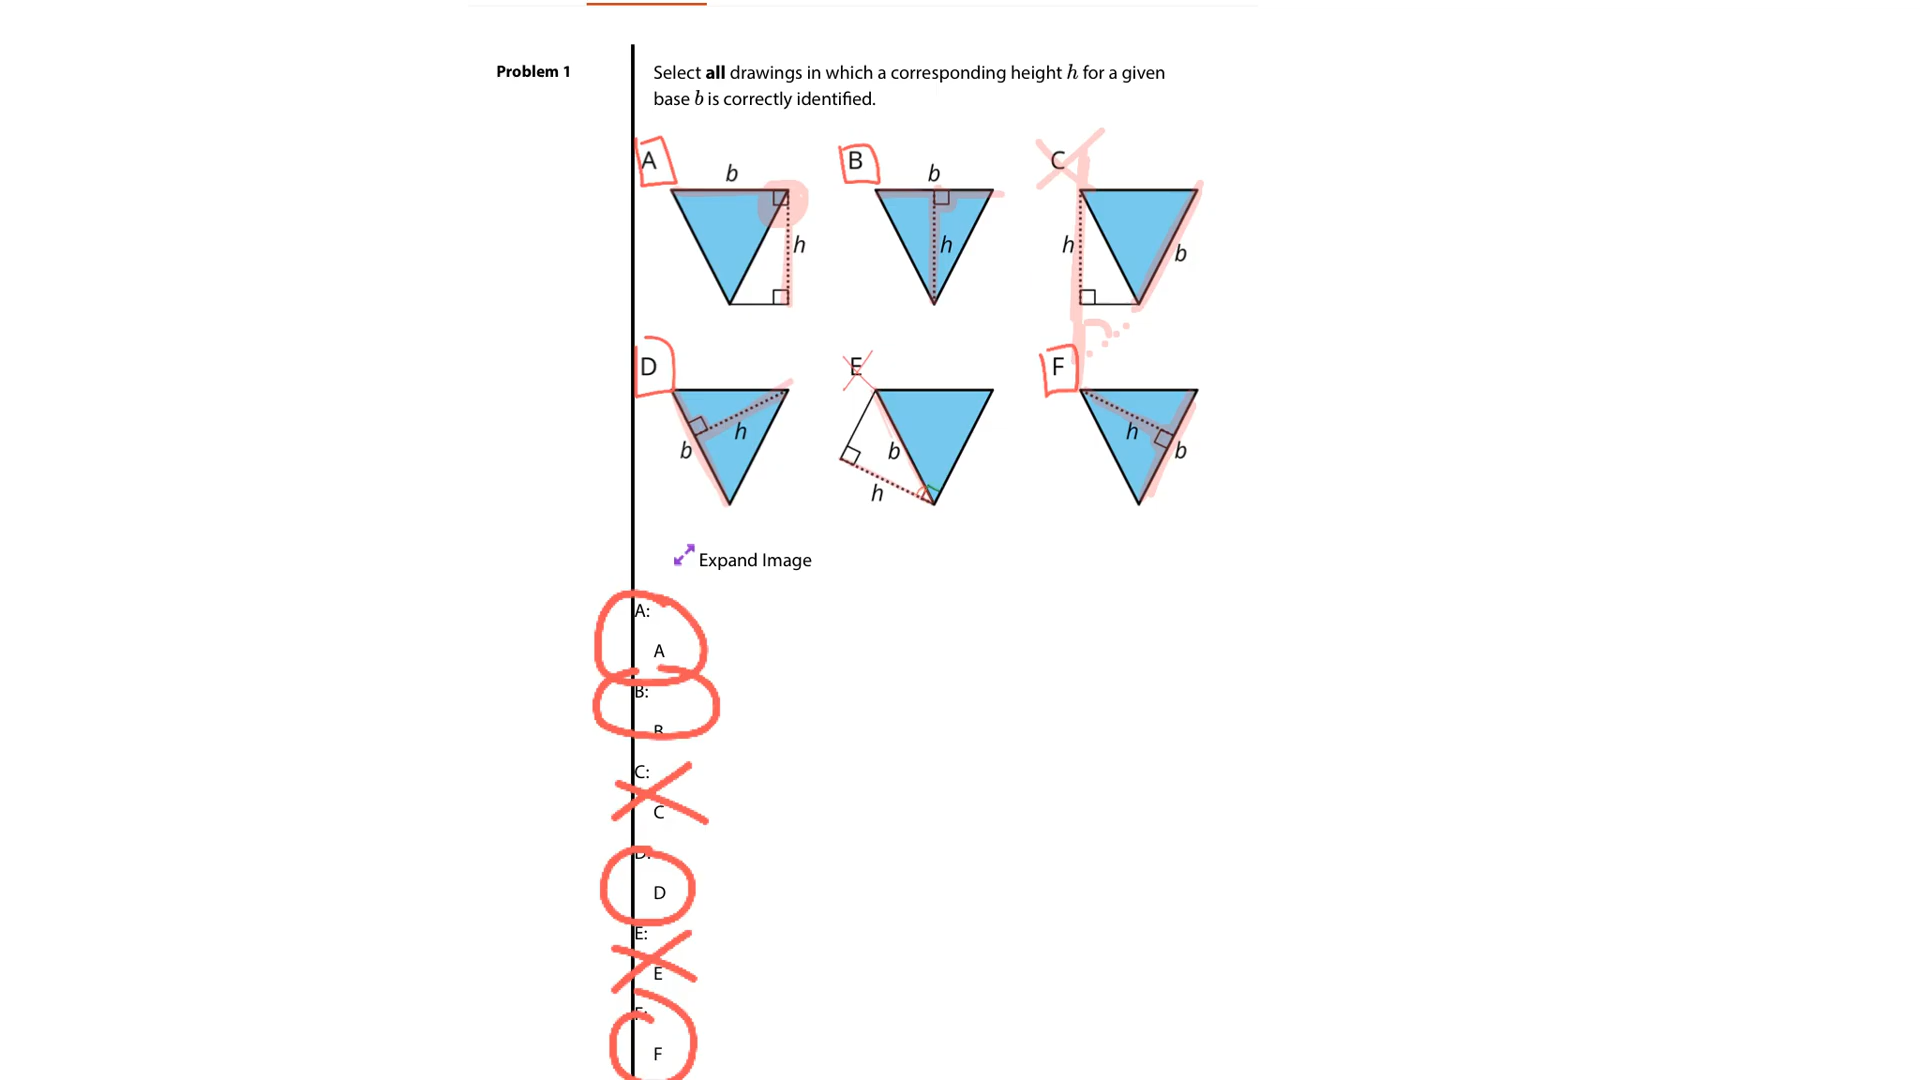 Problem 1
Select all drawings in which a corresponding height h for a given
base b is correctly identified.
A B C
b b
h h h b
D E F
h h b
b b
h
Expand Image
A:
A
B:
B
C:
C
D:
D
E:
E
F:
F